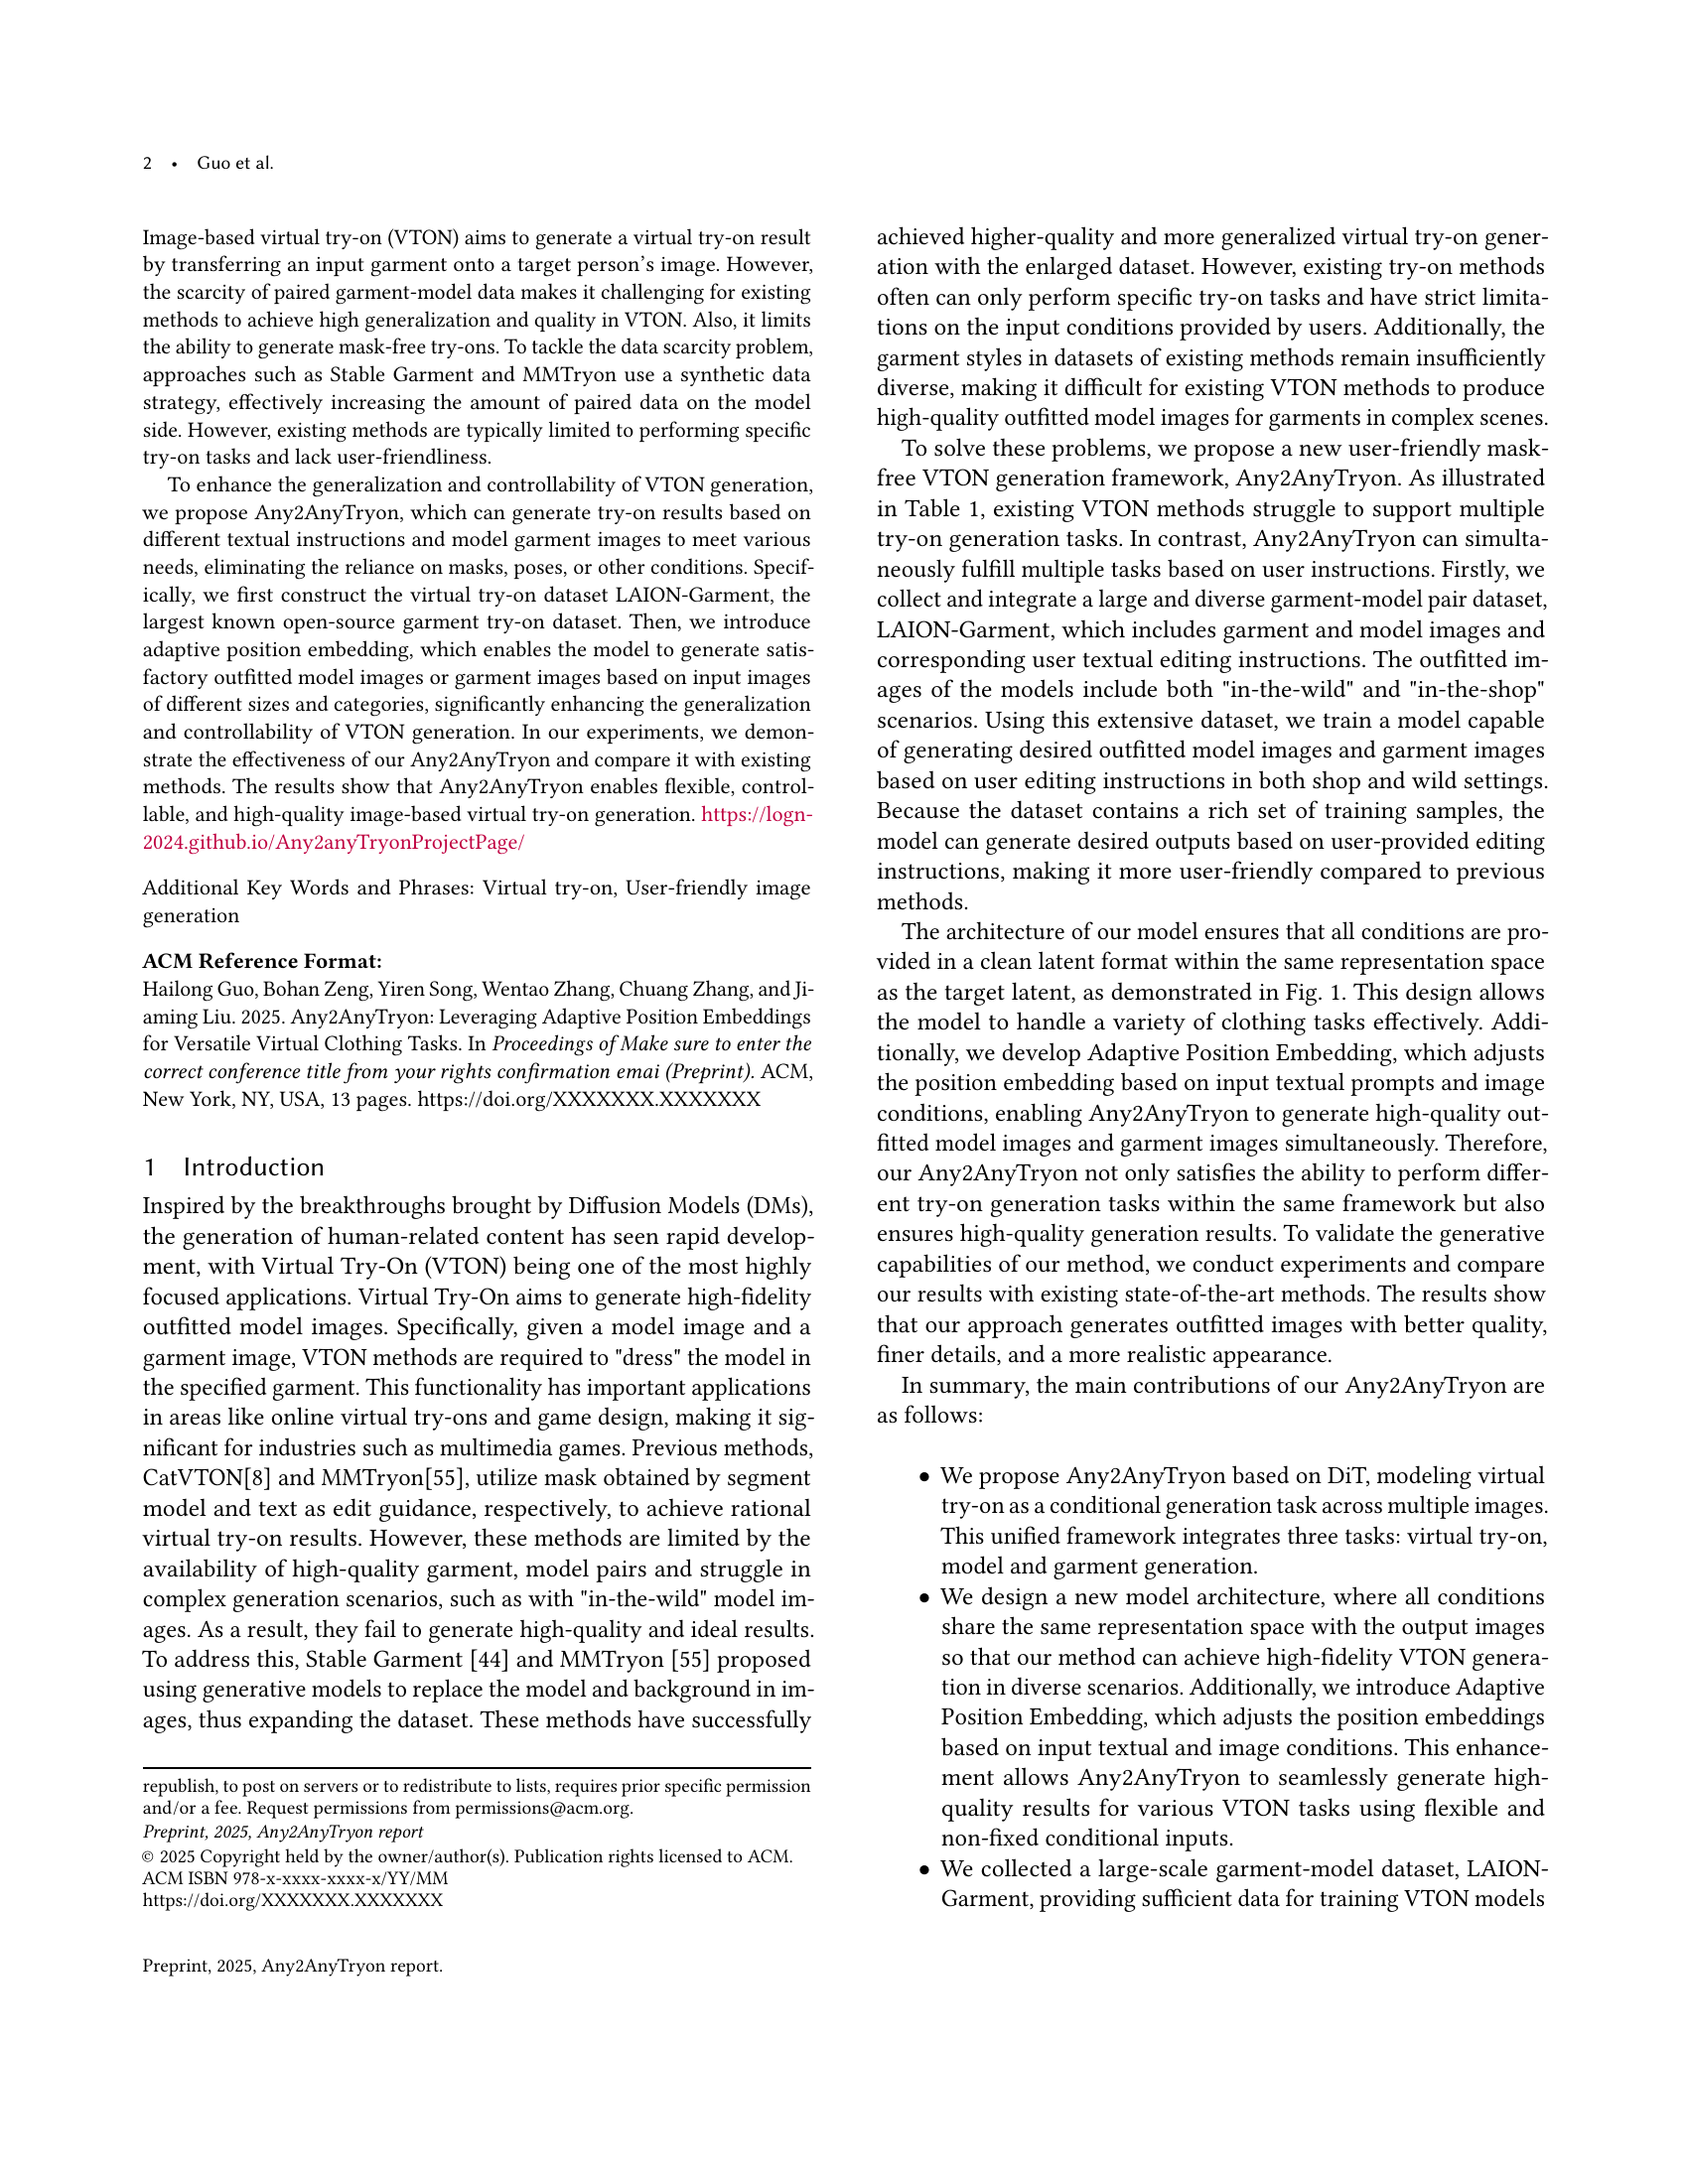 2 • Guo et al.
Image-based virtual try-on (VTON) aims to generate a virtual try-on result
by transferring an input garment onto a target person's image. However,
the scarcity of paired garment-model data makes it challenging for existing
methods to achieve high generalization and quality in VTON. Also, it limits
the ability to generate mask-free try-ons. To tackle the data scarcity problem,
approaches such as Stable Garment and MMTryon use a synthetic data
strategy, effectively increasing the amount of paired data on the model
side. However, existing methods are typically limited to performing specific
try-on tasks and lack user-friendliness.
To enhance the generalization and controllability of VTON generation,
we propose Any2AnyTryon, which can generate try-on results based on
different textual instructions and model garment images to meet various
needs, eliminating the reliance on masks, poses, or other conditions. Specif-
ically, we first construct the virtual try-on dataset LAION-Garment, the
largest known open-source garment try-on dataset. Then, we introduce
adaptive position embedding, which enables the model to generate satis-
factory outfitted model images or garment images based on input images
of different sizes and categories, significantly enhancing the generalization
and controllability of VTON generation. In our experiments, we demon-
strate the effectiveness of our Any2AnyTryon and compare it with existing
methods. The results show that Any2AnyTryon enables flexible, control-
lable, and high-quality image-based virtual try-on generation. https://logn-
2024.github.io/Any2anyTryonProjectPage/
Additional Key Words and Phrases: Virtual try-on, User-friendly image
generation
ACM Reference Format:
Hailong Guo, Bohan Zeng, Yiren Song, Wentao Zhang, Chuang Zhang, and Ji-
aming Liu. 2025. Any2AnyTryon: Leveraging Adaptive Position Embeddings
for Versatile Virtual Clothing Tasks. In Proceedings of Make sure to enter the
correct conference title from your rights confirmation emai (Preprint). ACM,
New York, NY, USA, 13 pages. https://doi.org/XXXXXXX.XXXXXXX
1 Introduction
Inspired by the breakthroughs brought by Diffusion Models (DMs),
the generation of human-related content has seen rapid develop-
ment, with Virtual Try-On (VTON) being one of the most highly
focused applications. Virtual Try-On aims to generate high-fidelity
outfitted model images. Specifically, given a model image and a
garment image, VTON methods are required to "dress" the model in
the specified garment. This functionality has important applications
in areas like online virtual try-ons and game design, making it sig-
nificant for industries such as multimedia games. Previous methods,
CatVTON[8] and MMTryon[55], utilize mask obtained by segment
model and text as edit guidance, respectively, to achieve rational
virtual try-on results. However, these methods are limited by the
availability of high-quality garment, model pairs and struggle in
complex generation scenarios, such as with "in-the-wild" model im-
ages. As a result, they fail to generate high-quality and ideal results.
To address this, Stable Garment [44] and MMTryon [55] proposed
using generative models to replace the model and background in im-
ages, thus expanding the dataset. These methods have successfully
republish, to post on servers or to redistribute to lists, requires prior specific permission
and/or a fee. Request permissions from permissions@acm.org.
Preprint, 2025, Any2AnyTryon report
© 2025 Copyright held by the owner/author(s). Publication rights licensed to ACM.
ACM ISBN 978-x-xxxx-xxxx-x/YY/MM
https://doi.org/XXXXXXX.XXXXXXX
achieved higher-quality and more generalized virtual try-on gener-
ation with the enlarged dataset. However, existing try-on methods
often can only perform specific try-on tasks and have strict limita-
tions on the input conditions provided by users. Additionally, the
garment styles in datasets of existing methods remain insufficiently
diverse, making it difficult for existing VTON methods to produce
high-quality outfitted model images for garments in complex scenes.
To solve these problems, we propose a new user-friendly mask-
free VTON generation framework, Any2AnyTryon. As illustrated
in Table 1, existing VTON methods struggle to support multiple
try-on generation tasks. In contrast, Any2AnyTryon can simulta-
neously fulfill multiple tasks based on user instructions. Firstly, we
collect and integrate a large and diverse garment-model pair dataset,
LAION-Garment, which includes garment and model images and
corresponding user textual editing instructions. The outfitted im-
ages of the models include both "in-the-wild" and "in-the-shop"
scenarios. Using this extensive dataset, we train a model capable
of generating desired outfitted model images and garment images
based on user editing instructions in both shop and wild settings.
Because the dataset contains a rich set of training samples, the
model can generate desired outputs based on user-provided editing
instructions, making it more user-friendly compared to previous
methods.
The architecture of our model ensures that all conditions are pro-
vided in a clean latent format within the same representation space
as the target latent, as demonstrated in Fig. 1. This design allows
the model to handle a variety of clothing tasks effectively. Addi-
tionally, we develop Adaptive Position Embedding, which adjusts
the position embedding based on input textual prompts and image
conditions, enabling Any2AnyTryon to generate high-quality out-
fitted model images and garment images simultaneously. Therefore,
our Any2AnyTryon not only satisfies the ability to perform differ-
ent try-on generation tasks within the same framework but also
ensures high-quality generation results. To validate the generative
capabilities of our method, we conduct experiments and compare
our results with existing state-of-the-art methods. The results show
that our approach generates outfitted images with better quality,
finer details, and a more realistic appearance.
In summary, the main contributions of our Any2AnyTryon are
as follows:
• We propose Any2AnyTryon based on DiT, modeling virtual
try-on as a conditional generation task across multiple images.
This unified framework integrates three tasks: virtual try-on,
model and garment generation.
• We design a new model architecture, where all conditions
share the same representation space with the output images
so that our method can achieve high-fidelity VTON genera-
tion in diverse scenarios. Additionally, we introduce Adaptive
Position Embedding, which adjusts the position embeddings
based on input textual and image conditions. This enhance-
ment allows Any2AnyTryon to seamlessly generate high-
quality results for various VTON tasks using flexible and
non-fixed conditional inputs.
• We collected a large-scale garment-model dataset, LAION-
Garment, providing sufficient data for training VTON models
Preprint, 2025, Any2AnyTryon report.